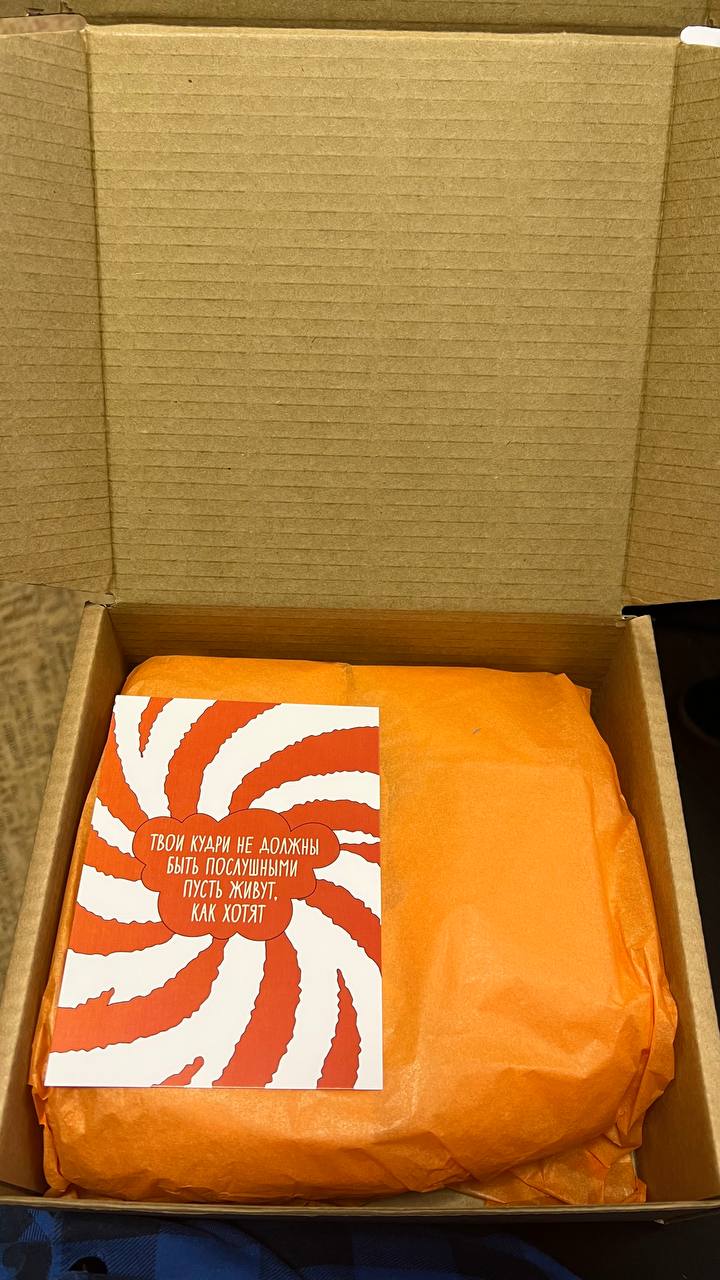 ТВОИ КУДРИ НЕ ДОЛЖНЫ
БЫТЬ ПОСЛУШНЫМИ
ПУСТЬ ЖИВУТ,
КАК ХОТЯТ